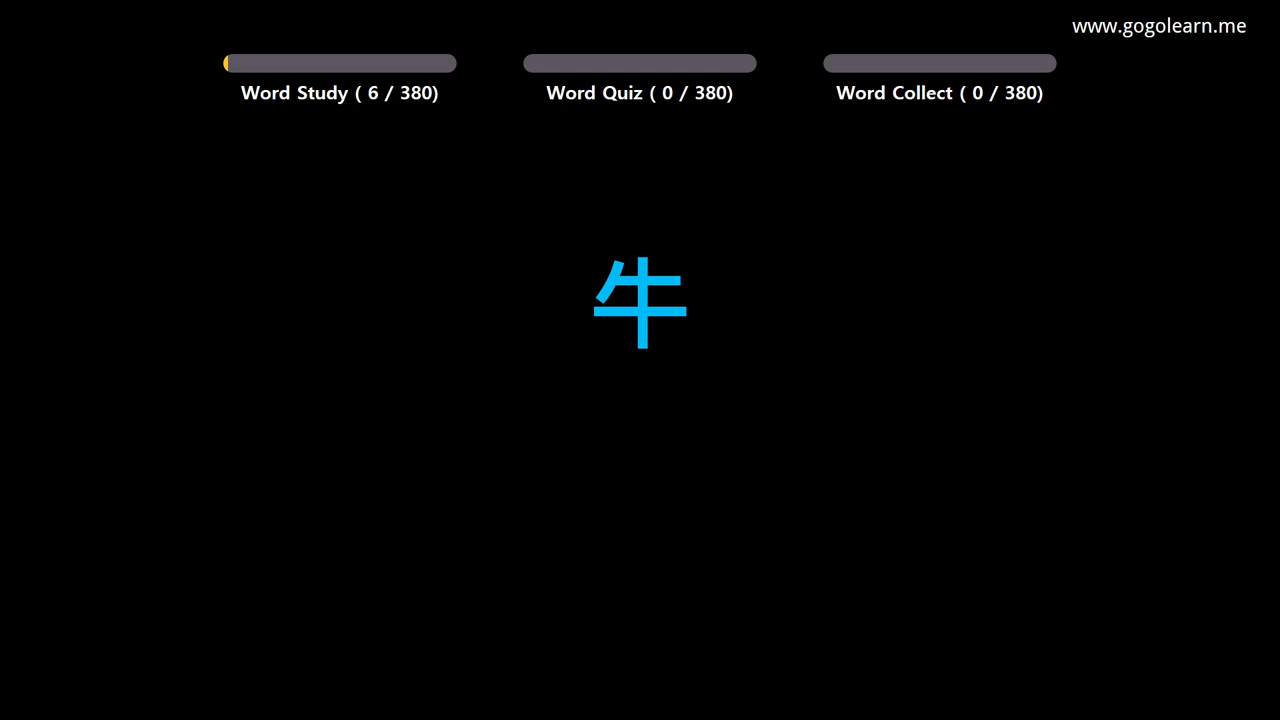 www.gogolearn.me
Word Study ( 6 / 380)
Word Quiz ( 0 / 380)
Word Collect ( 0 / 380)
牛